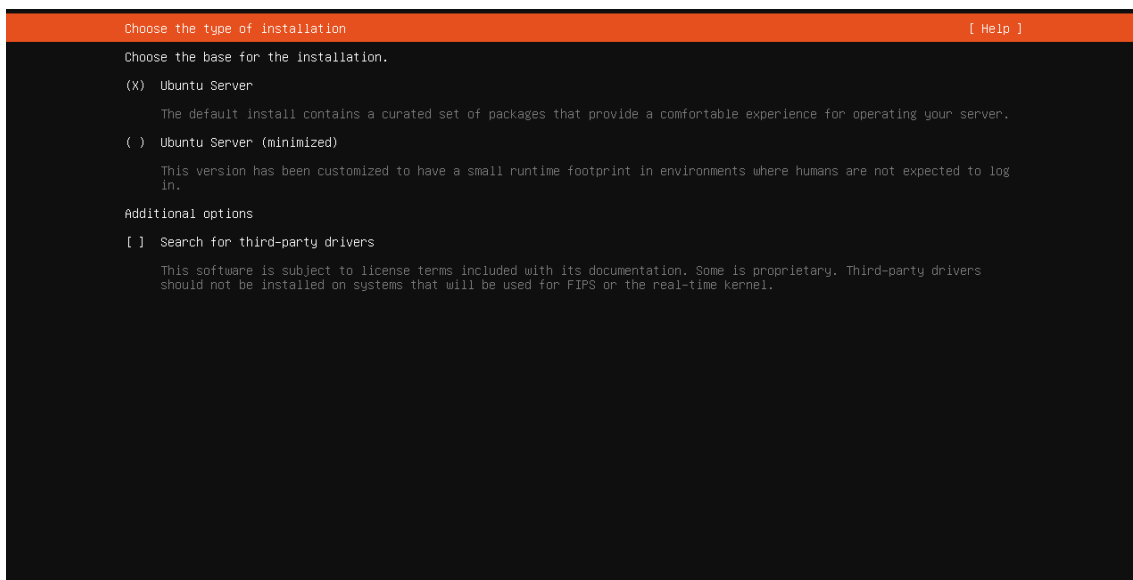 Choose the type of installation [ Help ]
Choose the base for the installation.
(X) Ubuntu Server
The default install contains a curated set of packages that provide a comfortable experience for operating your server.
( ) Ubuntu Server (minimized)
This version has been customized to have a small runtime footprint in environments where humans are not expected to log
in.
Additional options
[ ] Search for third-party drivers
This software is subject to license terms included with its documentation. Some is proprietary. Third-party drivers
should not be installed on systems that will be used for FIPS or the real-time kernel.